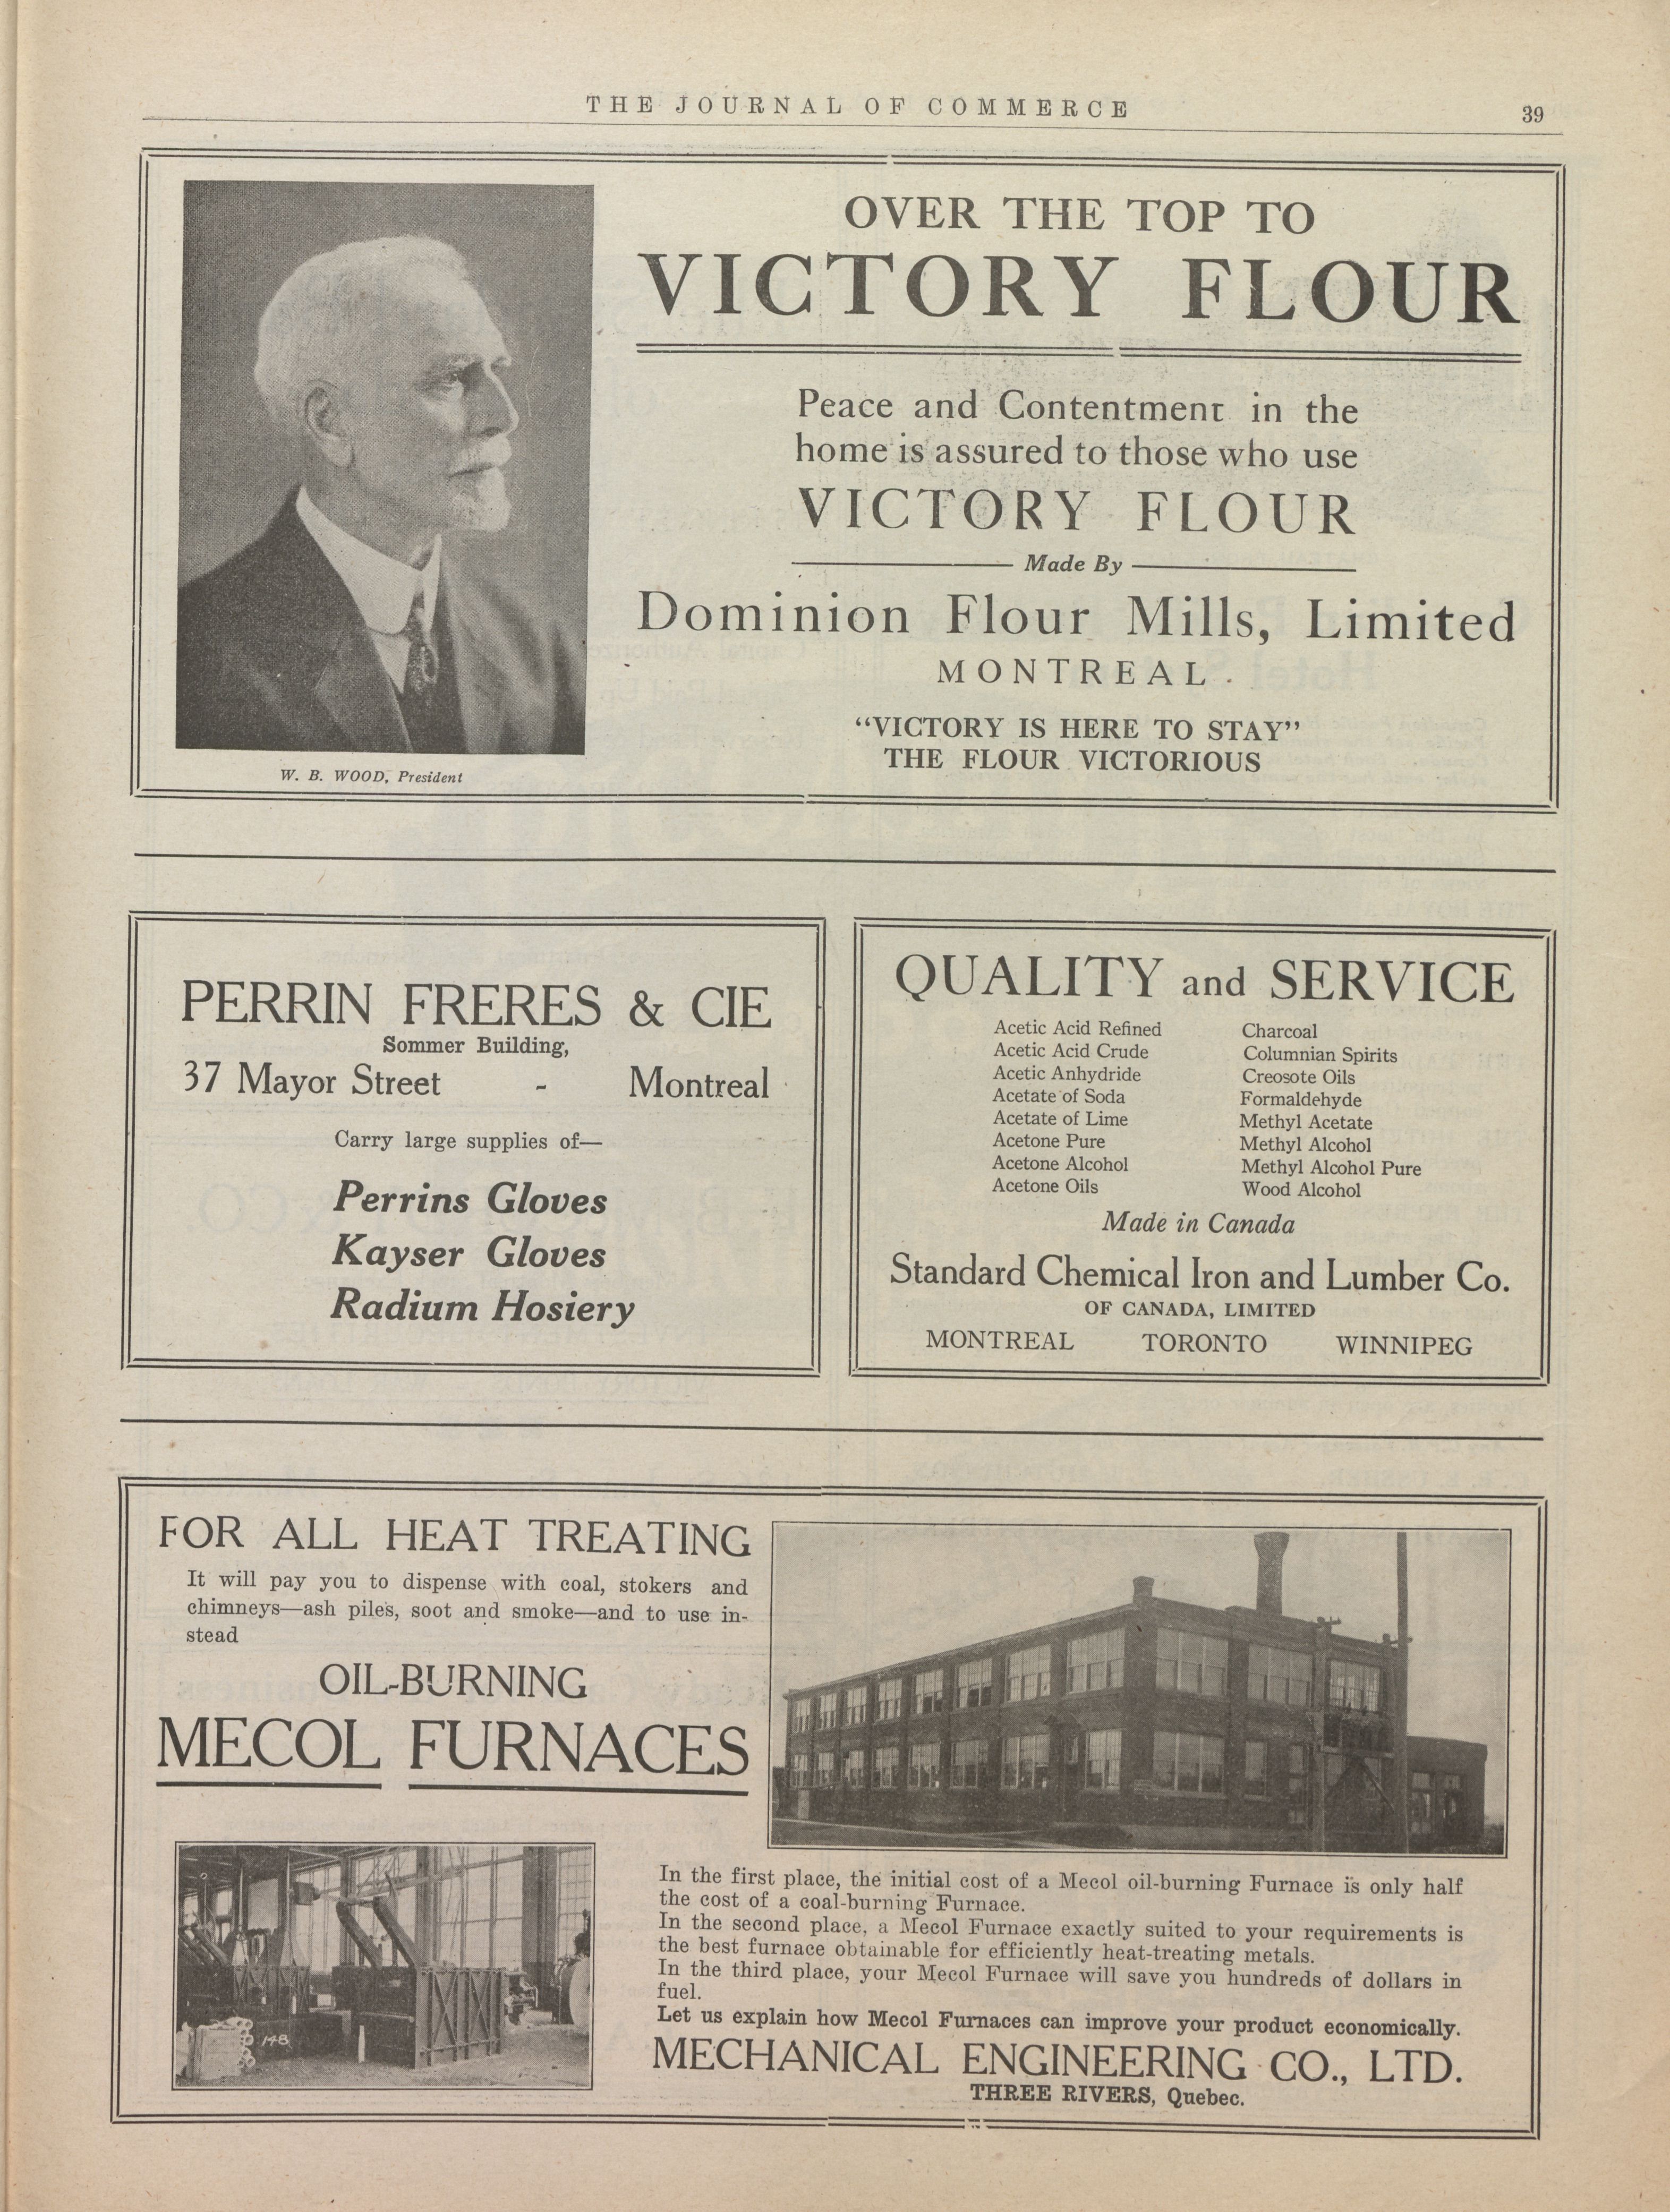 THE JOURNAL OF COMMERCE
39
OVER THE TOP TO
VICTORY FLOUR
Peace and Contentment in the
home is assured to those who use
VICTORY FLOUR
Made By
Dominion Flour Mills, Limited
MONTREAL
"VICTORY IS HERE TO STAY"
THE FLOUR VICTORIOUS
W. B. WOOD, President
PERRIN FRERES & CIE
Sommer Building,
37 Mayor Street - Montreal
Carry large supplies of—
Perrins Gloves
Kayser Gloves
Radium Hosiery
QUALITY and SERVICE
Acetic Acid Refined
Acetic Acid Crude
Acetic Anhydride
Acetate of Soda
Acetate of Lime
Acetone Pure
Acetone Alcohol
Acetone Oils
Charcoal
Columnian Spirits
Creosote Oils
Formaldehyde
Methyl Acetate
Methyl Alcohol
Methyl Alcohol Pure
Wood Alcohol
Made in Canada
Standard Chemical Iron and Lumber Co.
OF CANADA, LIMITED
MONTREAL TORONTO WINNIPEG
FOR ALL HEAT TREATING
It will pay you to dispense with coal, stokers and
chimneys—ash piles, soot and smoke—and to use in-
stead
OIL-BURNING
MECOL FURNACES
148
In the first place, the initial cost of a Mecol oil-burning Furnace is only half
the cost of a coal-burning Furnace.
In the second place, a Mecol Furnace exactly suited to your requirements is
the best furnace obtainable for efficiently heat-treating metals.
In the third place, your Mecol Furnace will save you hundreds of dollars in
fuel.
Let us explain how Mecol Furnaces can improve your product economically.
MECHANICAL ENGINEERING CO., LTD.
THREE RIVERS, Quebec.